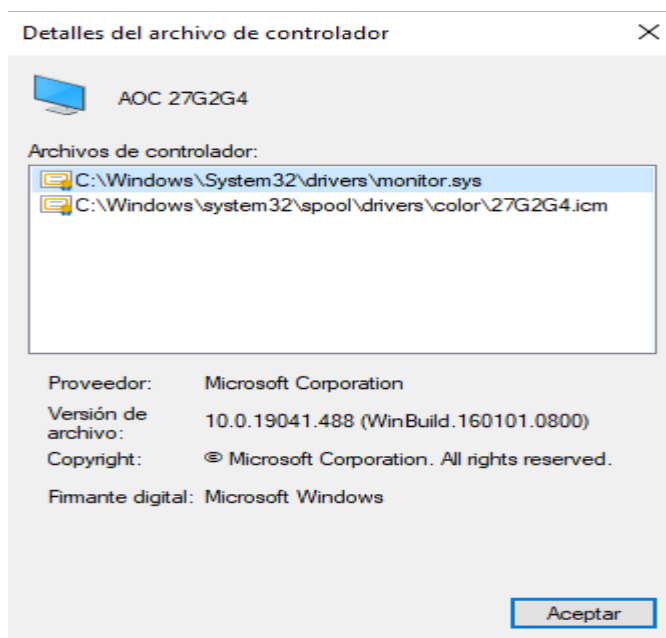 Detalles del archivo de controlador
AOC 27G2G4
Archivos de controlador:
C:\Windows\System32\drivers\monitor.sys
C:\Windows\system32\spool\drivers\color\27G2G4.icm
Proveedor: Microsoft Corporation
Versión de archivo: 10.0.19041.488 (WinBuild.160101.0800)
Copyright: © Microsoft Corporation. All rights reserved.
Firmante digital: Microsoft Windows
Aceptar